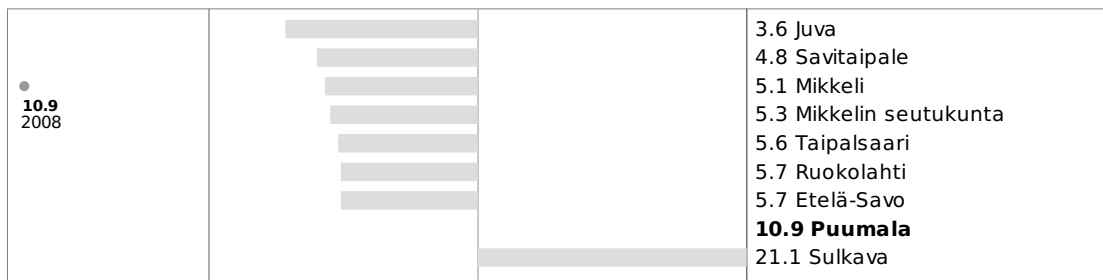 10.9
2008
3.6 Juva
4.8 Savitaipale
5.1 Mikkeli
5.3 Mikkelin seutukunta
5.6 Taipalsaari
5.7 Ruokolahti
5.7 Etelä-Savo
10.9 Puumala
21.1 Sulkava